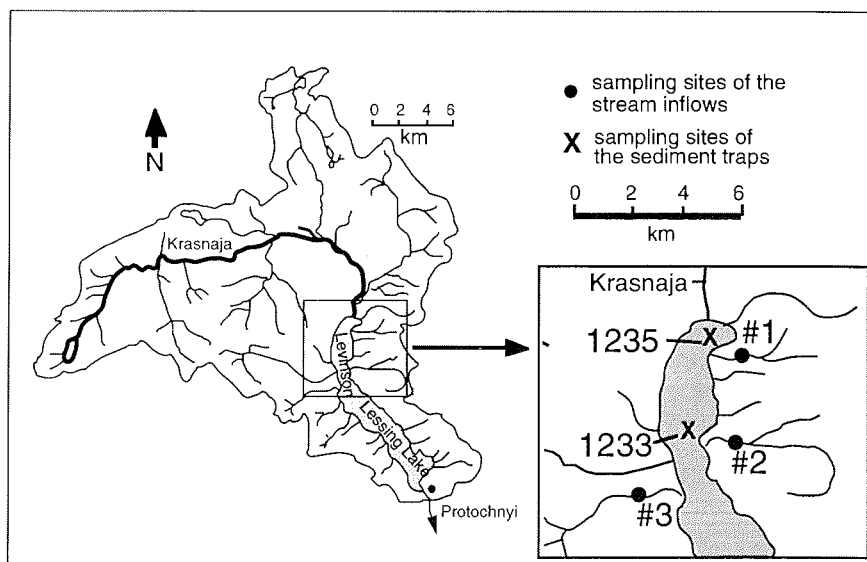 0 2 4 6
km
N
sampling sites of the
stream inflows
X sampling sites of
the sediment traps
0 2 4 6
km
Krasnaja
Levinson
Lessing Lake
Protochnyi
Krasnaja
X
#1
1235
X
1233
#2
#3